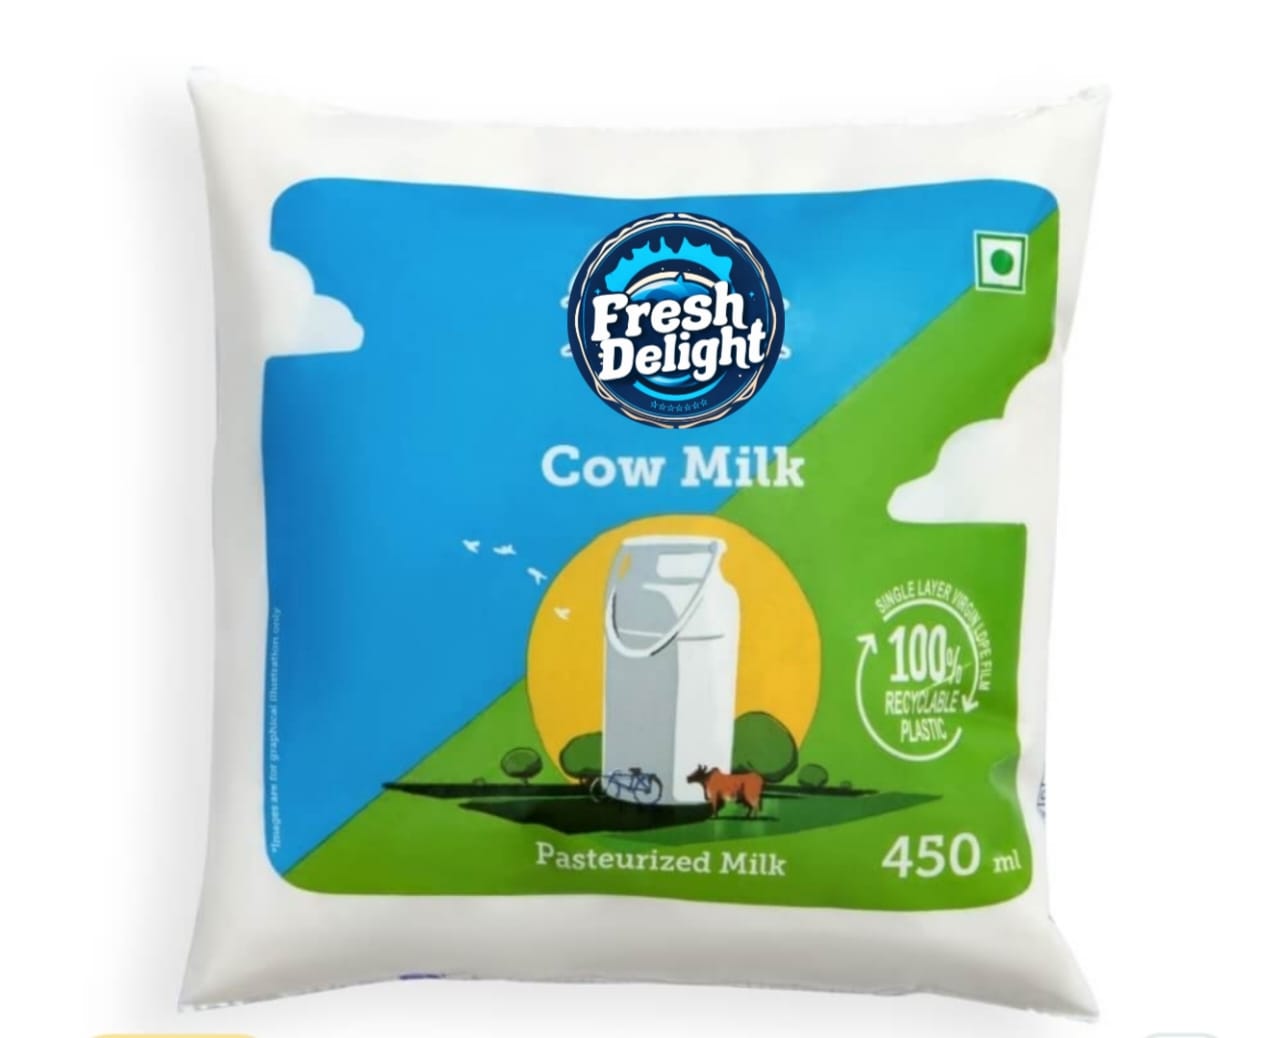 Fresh
Delight
Cow Milk
SINGLE LAYER VIRGIN LDPE FILM
100%
RECYCLABLE
PLASTIC
*Images are for graphical illustration only
Pasteurized Milk
450 ml